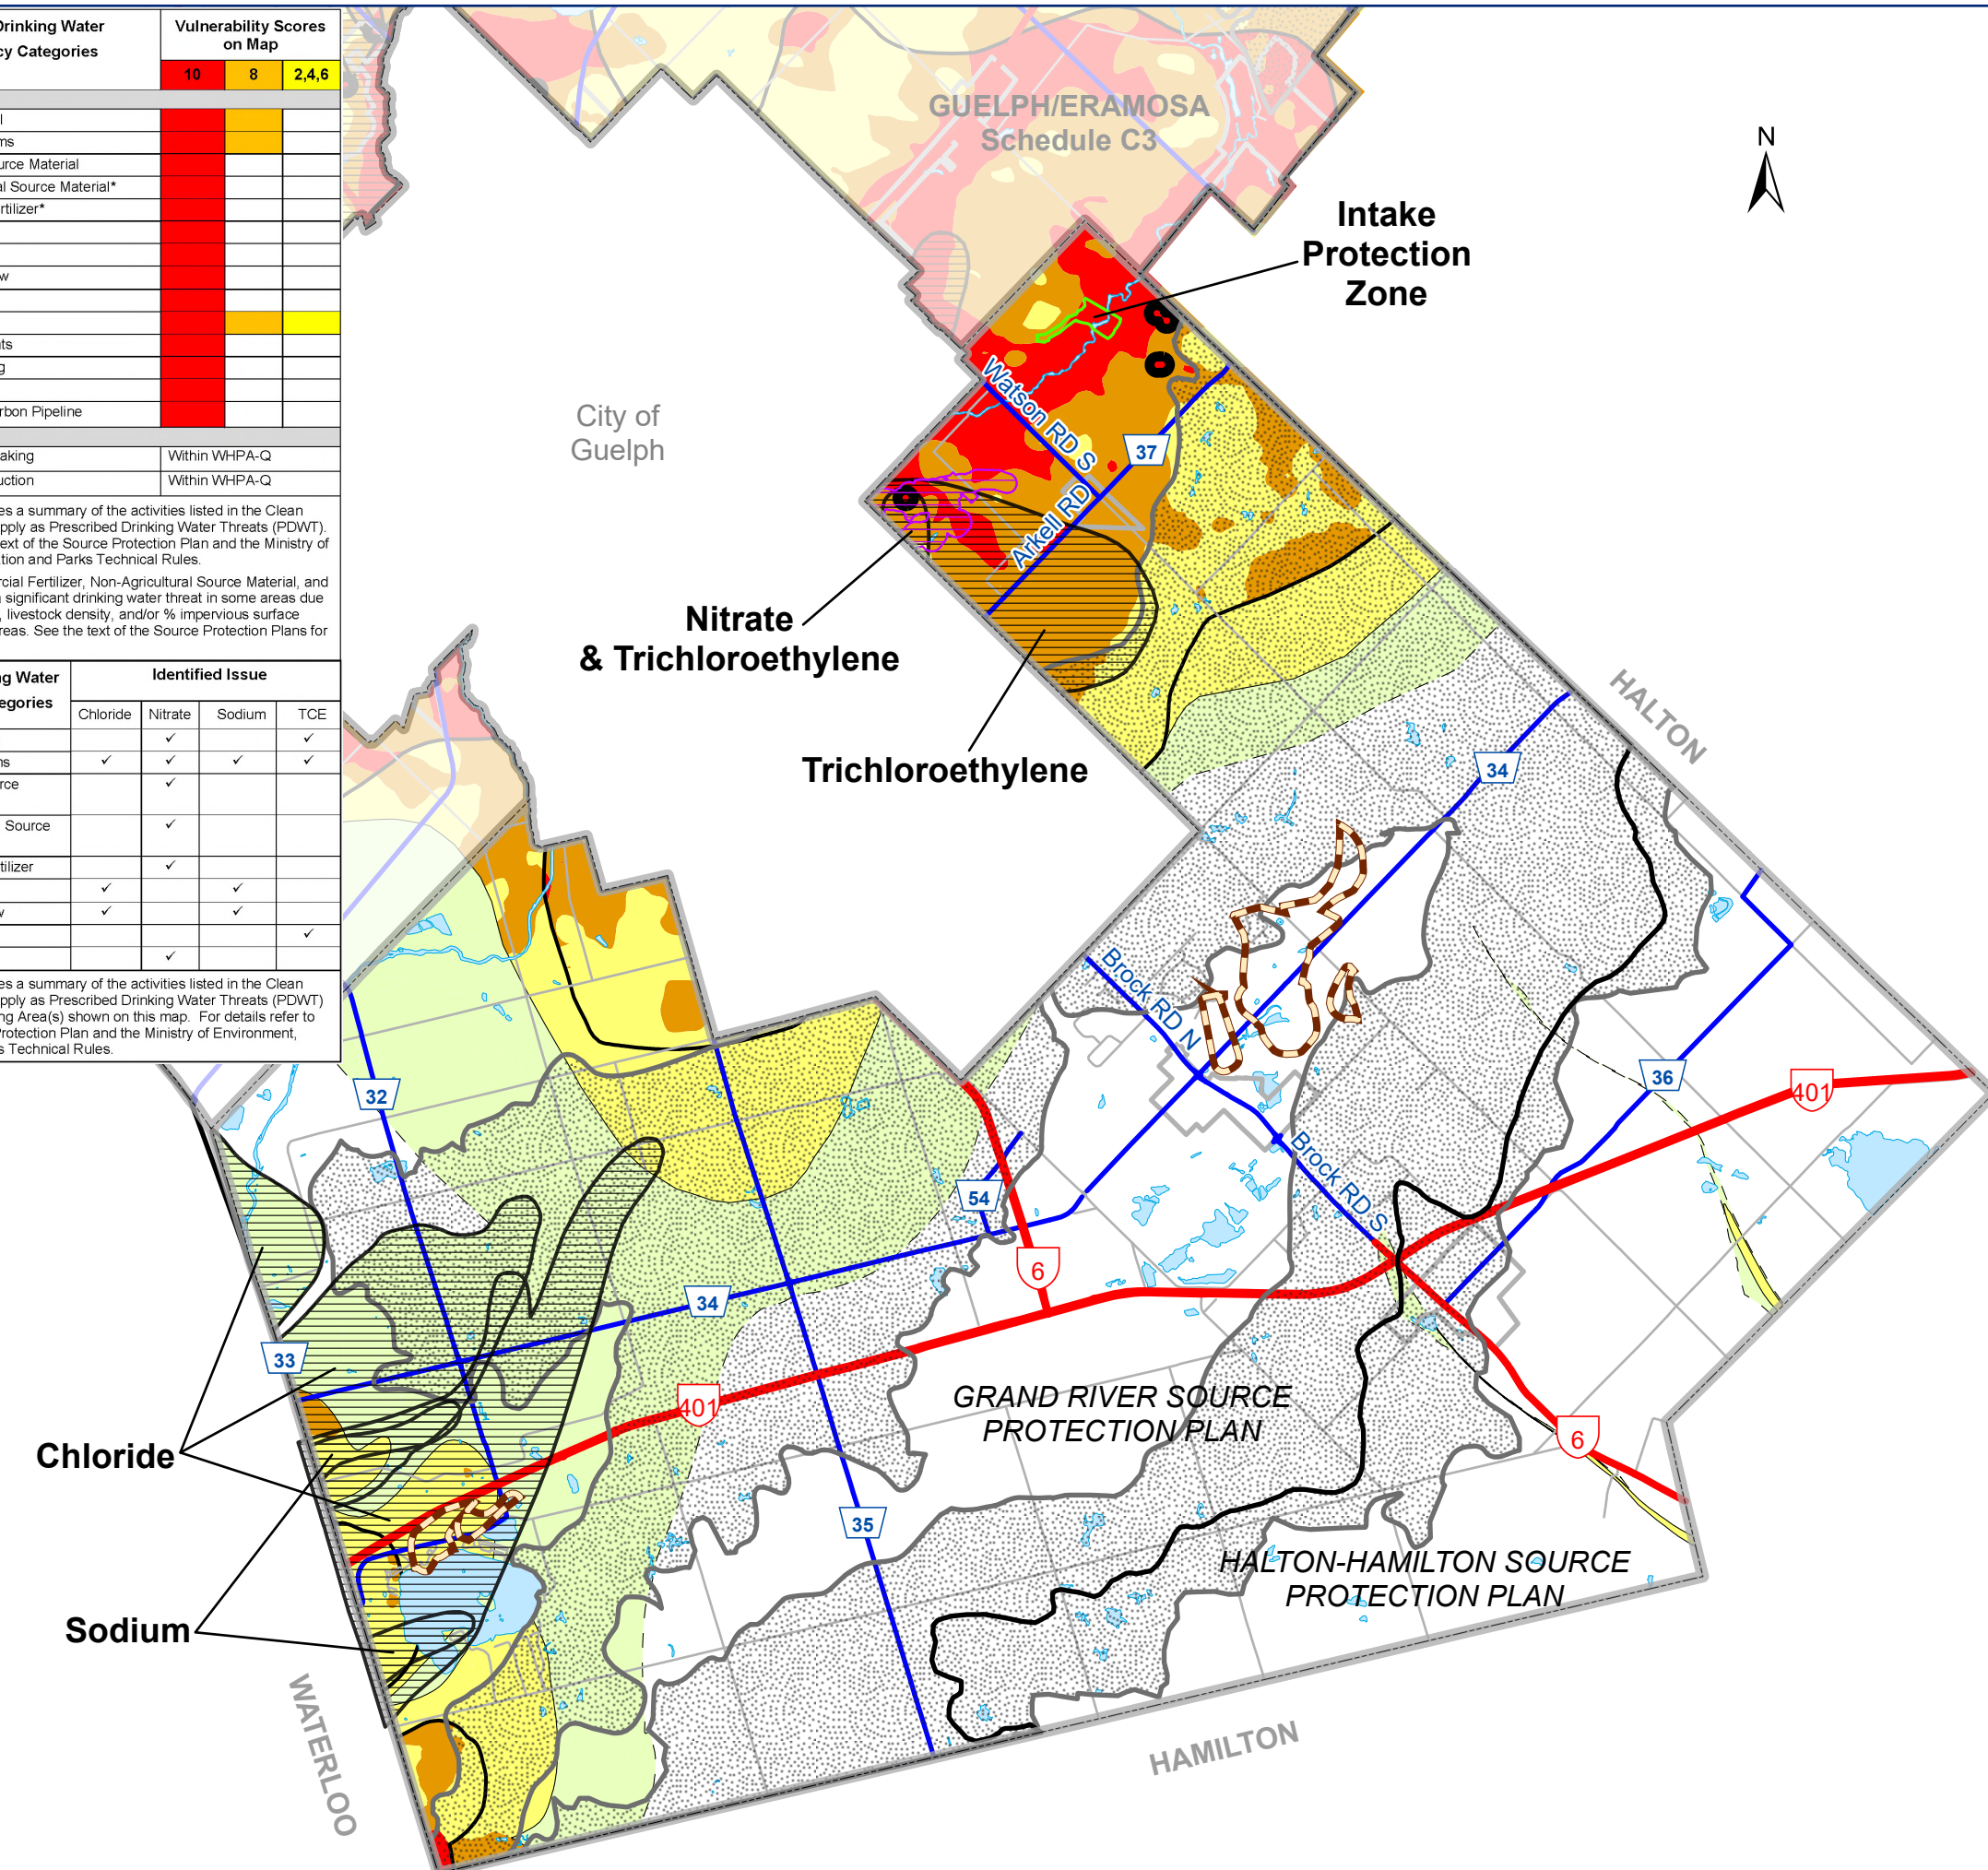 Drinking Water
cy Categories
Vulnerability Scores
on Map
10 8 2,4,6
l
ms
urce Material
al Source Material*
rtilizer*
w
ts
g
rbon Pipeline
aking Within WHPA-Q
uction Within WHPA-Q
es a summary of the activities listed in the Clean
pply as Prescribed Drinking Water Threats (PDWT).
ext of the Source Protection Plan and the Ministry of
tion and Parks Technical Rules.
rcial Fertilizer, Non-Agricultural Source Material, and
a significant drinking water threat in some areas due
, livestock density, and/or % impervious surface
reas. See the text of the Source Protection Plans for
ng Water
egories
Identified Issue
Chloride Nitrate Sodium TCE
✓ ✓
ns ✓ ✓ ✓ ✓
rce ✓
Source ✓
tilizer ✓
✓ ✓
w ✓ ✓
✓
✓
es a summary of the activities listed in the Clean
pply as Prescribed Drinking Water Threats (PDWT)
ng Area(s) shown on this map. For details refer to
Protection Plan and the Ministry of Environment,
s Technical Rules.
GUELPH/ERAMOSA
Schedule C3
N
Intake
Protection
Zone
City of
Guelph
Watson RD S
37
Arkell RD
Nitrate
& Trichloroethylene
Trichloroethylene
HALTON
34
Brock RD N
36
401
32
Brock RD S
54
6
34
33
401
GRAND RIVER SOURCE
PROTECTION PLAN
6
Chloride
35
HALTON-HAMILTON SOURCE
PROTECTION PLAN
Sodium
WATERLOO
HAMILTON